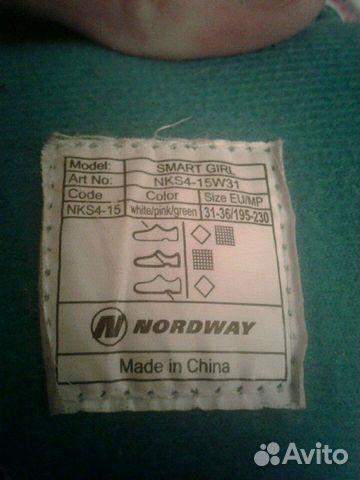 Model: SMART GIRL
Art No: NKS4-15W31
Code Color Size EU/MP
NKS4-15 white/pink/green 31-36/195-230
NORDWAY
Made in China
Avito